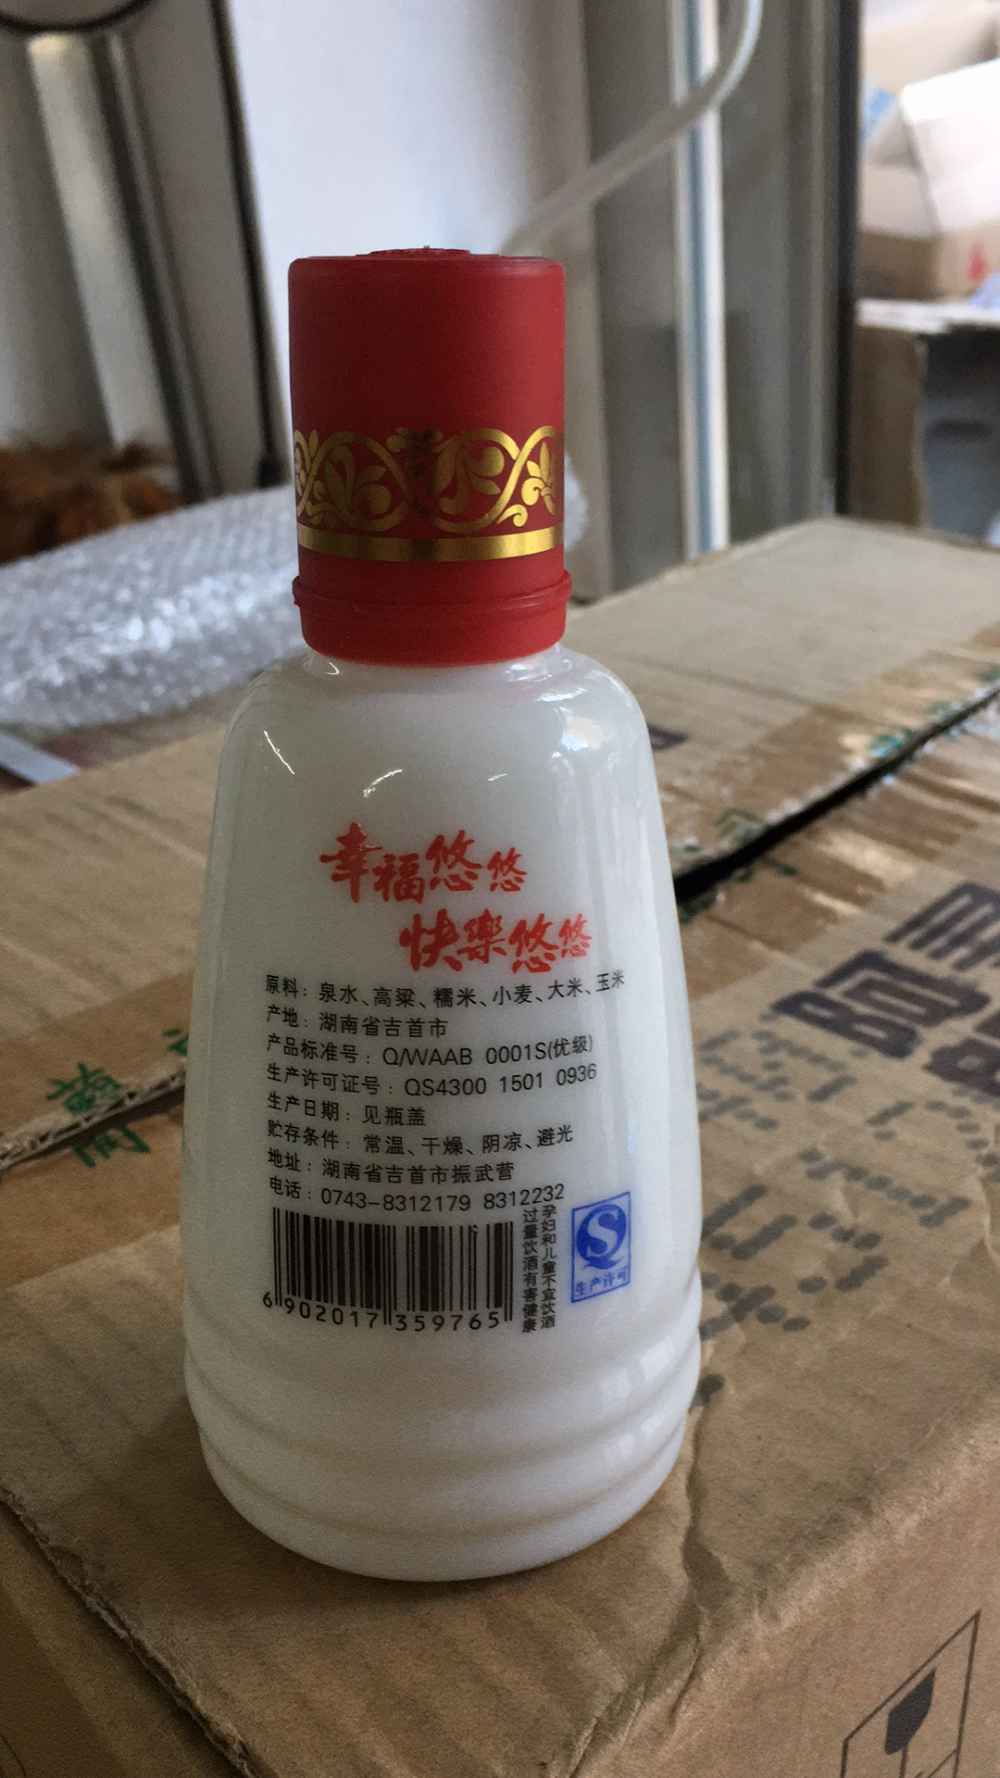 幸福悠悠
快樂悠悠
原料：泉水、高粱、糯米、小麦、大米、玉米
产地：湖南省吉首市
产品标准号：Q/WAAB 0001S(优级)
生产许可证号：QS4300 1501 0936
生产日期：见瓶盖
贮存条件：常温、干燥、阴凉、避光
地址：湖南省吉首市振武营
电话：0743-8312179 8312232
过量饮酒有害健康
孕妇和儿童不宜饮酒
生产许可
6 902017 359765